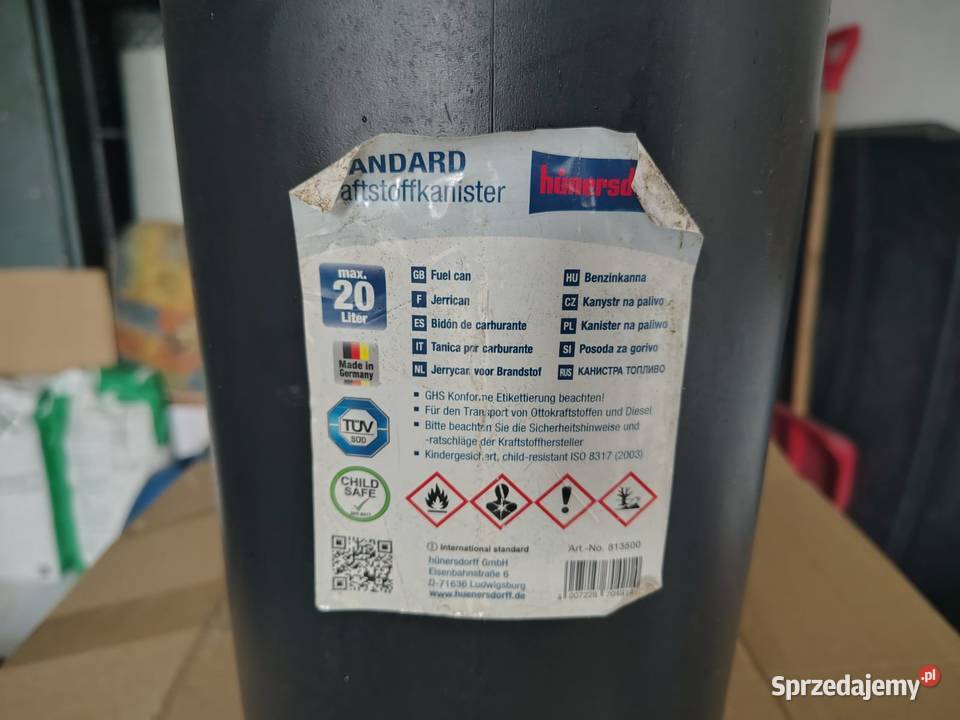 ANDARD
aftstoffkanister
hünersd
max.
20
Liter
Made in
Germany
TÜV
SÜD
CHILD
SAFE
GB Fuel can
F Jerrican
ES Bidón de carburante
IT Tanica por carburante
NL Jerrycan voor Brandstof
HU Benzinkanna
CZ Kanystr na palivo
PL Kanister na paliwo
SI Posoda za gorivo
RUS КАНИСТРА ТОПЛИВО
GHS Konforme Etikettierung beachten!
Für den Transport von Ottokraftstoffen und Diesel
Bitte beachten Sie die Sicherheitshinweise und
-ratschläge der Kraftstoffhersteller
Kindergesichert, child-resistant ISO 8317 (2003)
International standard
hünersdorff GmbH
Eisenbahnstraße 6
D-71636 Ludwigsburg
www.huenersdorff.de
Art.-No. 813500
Sprzedajemy.pl